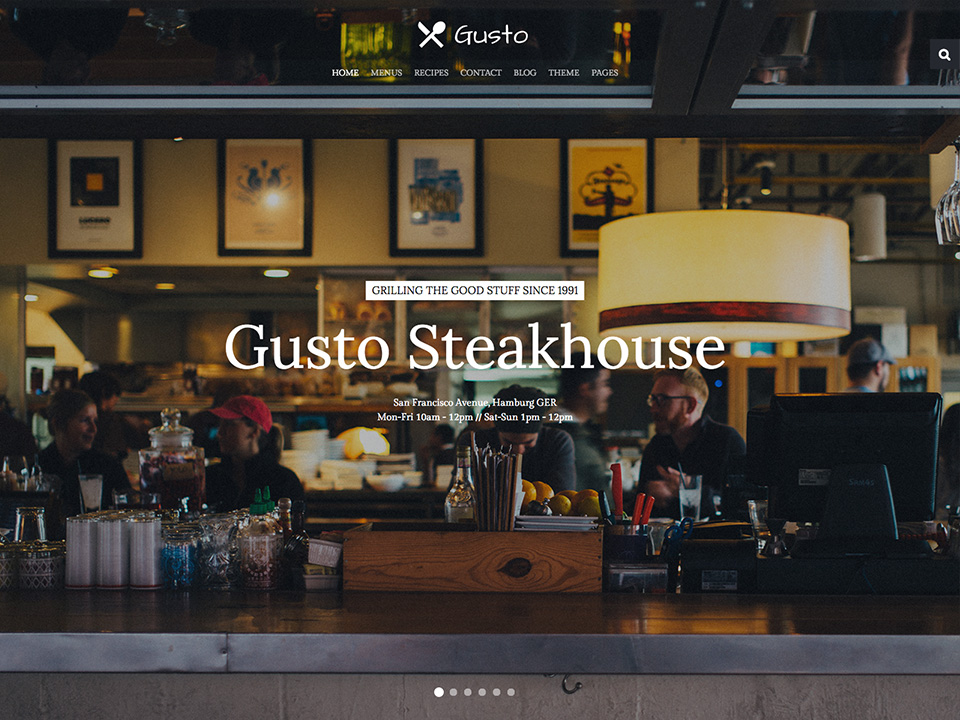 Gusto
HOME MENUS RECIPES CONTACT BLOG THEME PAGES
GRILLING THE GOOD STUFF SINCE 1991
Gusto Steakhouse
San Francisco Avenue, Hamburg GER
Mon-Fri 10am - 12pm // Sat-Sun 1pm - 12pm